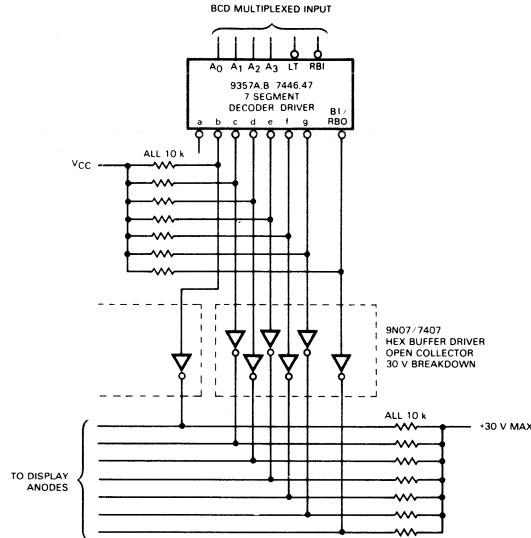 BCD MULTIPLEXED INPUT
A0 A1 A2 A3 LT RBI
9357A,B 7446,47
7 SEGMENT
DECODER DRIVER
BI/
RBO
a b c d e f g
ALL 10 k
VCC
9N07/7407
HEX BUFFER DRIVER
OPEN COLLECTOR
30 V BREAKDOWN
ALL 10 k
+30 V MAX
TO DISPLAY
ANODES